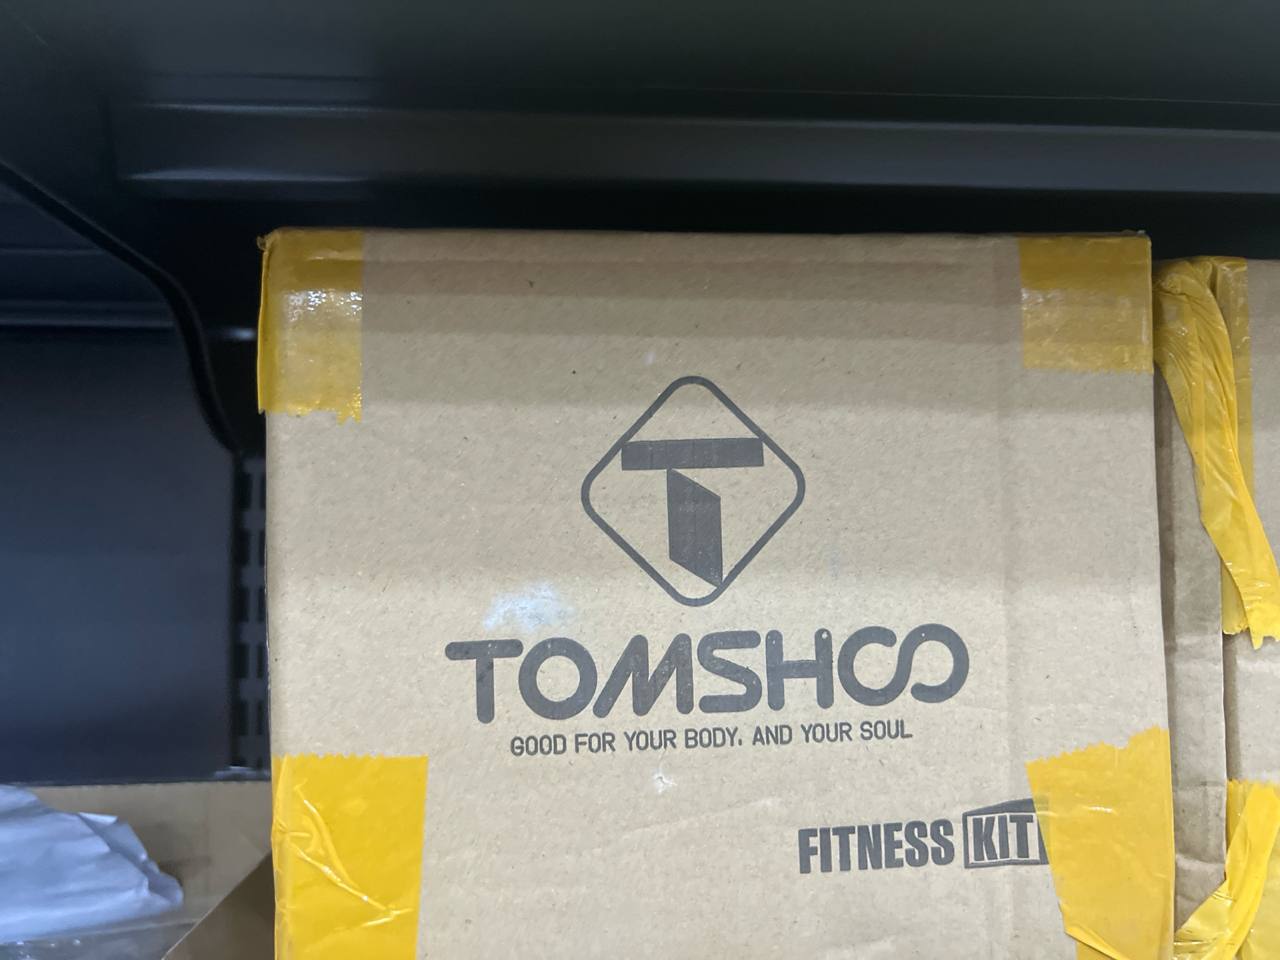 T
TOMSHOO
GOOD FOR YOUR BODY. AND YOUR SOUL
FITNESS KIT